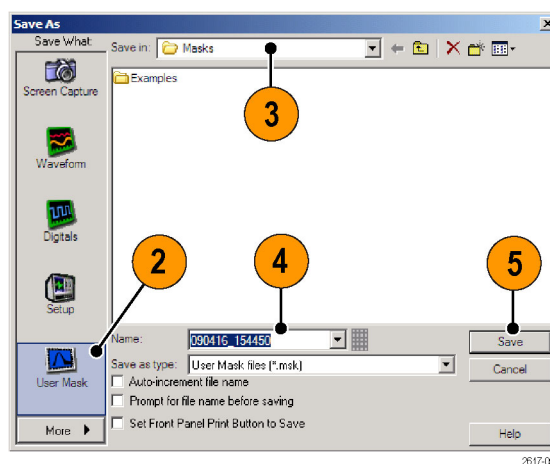 Save As
Save What:
Save in: Masks
Screen Capture
Examples
3
Waveform
Digitals
2
4
5
Setup
Name: 090416_154450
Save
Save as type: User Mask files (*.msk)
Cancel
User Mask
Auto-increment file name
Prompt for file name before saving
Set Front Panel Print Button to Save
More
Help